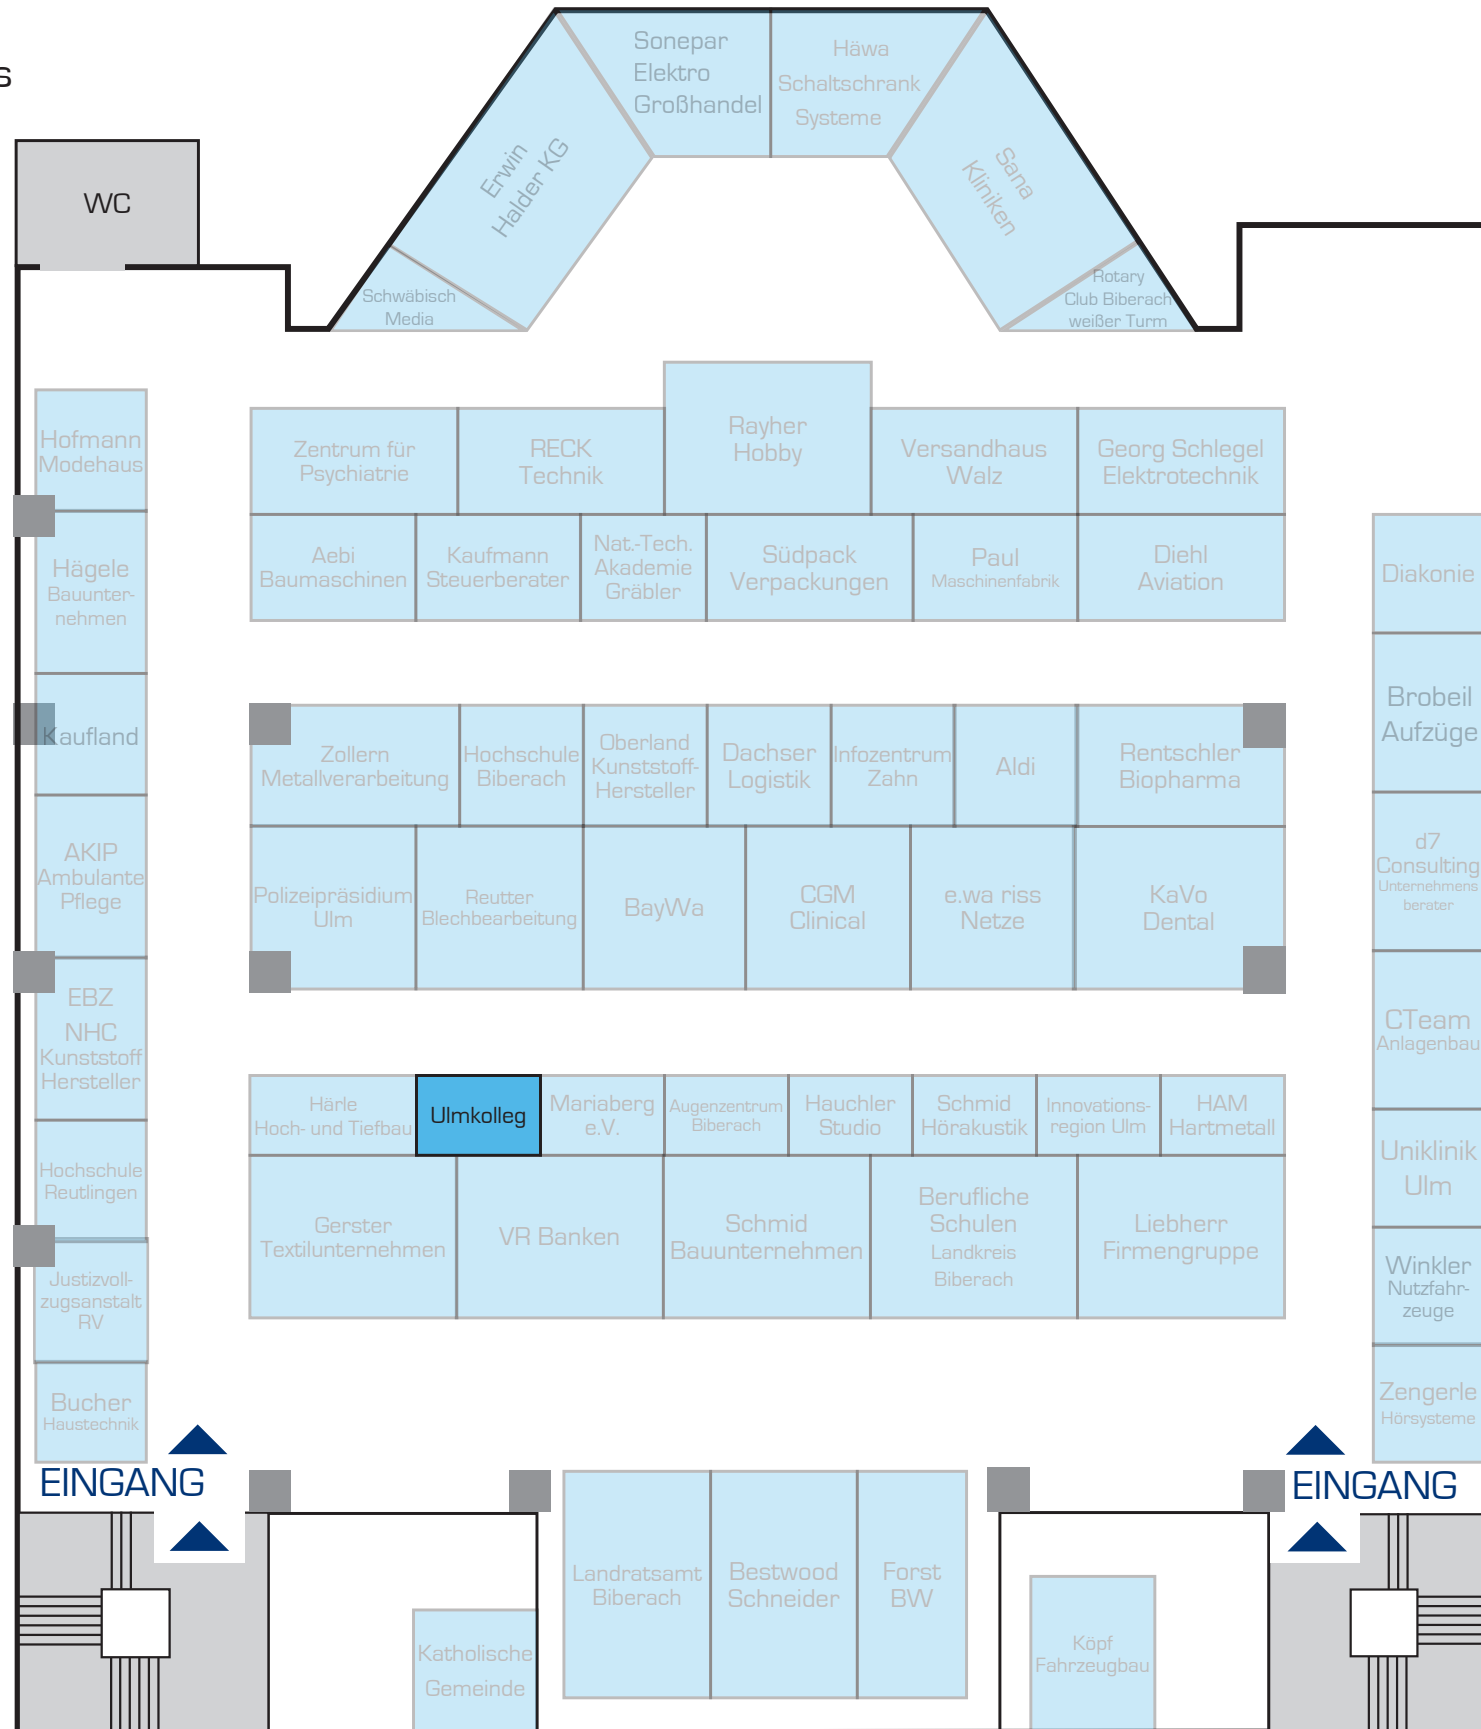 s
Sonepar
Elektro
Großhandel
Häwa
Schaltschrank
Systeme
Erwin
Halder KG
Sana
Kliniken
WC
Schwäbisch
Media
Rotary
Club Biberach
weißer Turm
Hofmann
Modehaus
Hägele
Bauunter-
nehmen
Kaufland
AKIP
Ambulante
Pflege
EBZ
NHC
Kunststoff
Hersteller
Hochschule
Reutlingen
Justizvoll-
zugsanstalt
RV
Bucher
Haustechnik
Zentrum für
Psychiatrie
RECK
Technik
Rayher
Hobby
Versandhaus
Walz
Georg Schlegel
Elektrotechnik
Aebi
Baumaschinen
Kaufmann
Steuerberater
Nat.-Tech.
Akademie
Gräbler
Südpack
Verpackungen
Paul
Maschinenfabrik
Diehl
Aviation
Zollern
Metallverarbeitung
Hochschule
Biberach
Oberland
Kunststoff-
Hersteller
Dachser
Logistik
Infozentrum
Zahn
Aldi
Rentschler
Biopharma
Polizeipräsidium
Ulm
Reutter
Blechbearbeitung
BayWa
CGM
Clinical
e.wa riss
Netze
KaVo
Dental
Härle
Hoch- und Tiefbau
Ulmkolleg
Mariaberg
e.V.
Augenzentrum
Biberach
Hauchler
Studio
Schmid
Hörakustik
Innovations-
region Ulm
HAM
Hartmetall
Gerster
Textilunternehmen
VR Banken
Schmid
Bauunternehmen
Berufliche
Schulen
Landkreis
Biberach
Liebherr
Firmengruppe
Diakonie
Brobeil
Aufzüge
d7
Consulting
Unternehmens
berater
CTeam
Anlagenbau
Uniklinik
Ulm
Winkler
Nutzfahr-
zeuge
Zengerle
Hörsysteme
EINGANG
EINGANG
Landratsamt
Biberach
Bestwood
Schneider
Forst
BW
Katholische
Gemeinde
Köpf
Fahrzeugbau